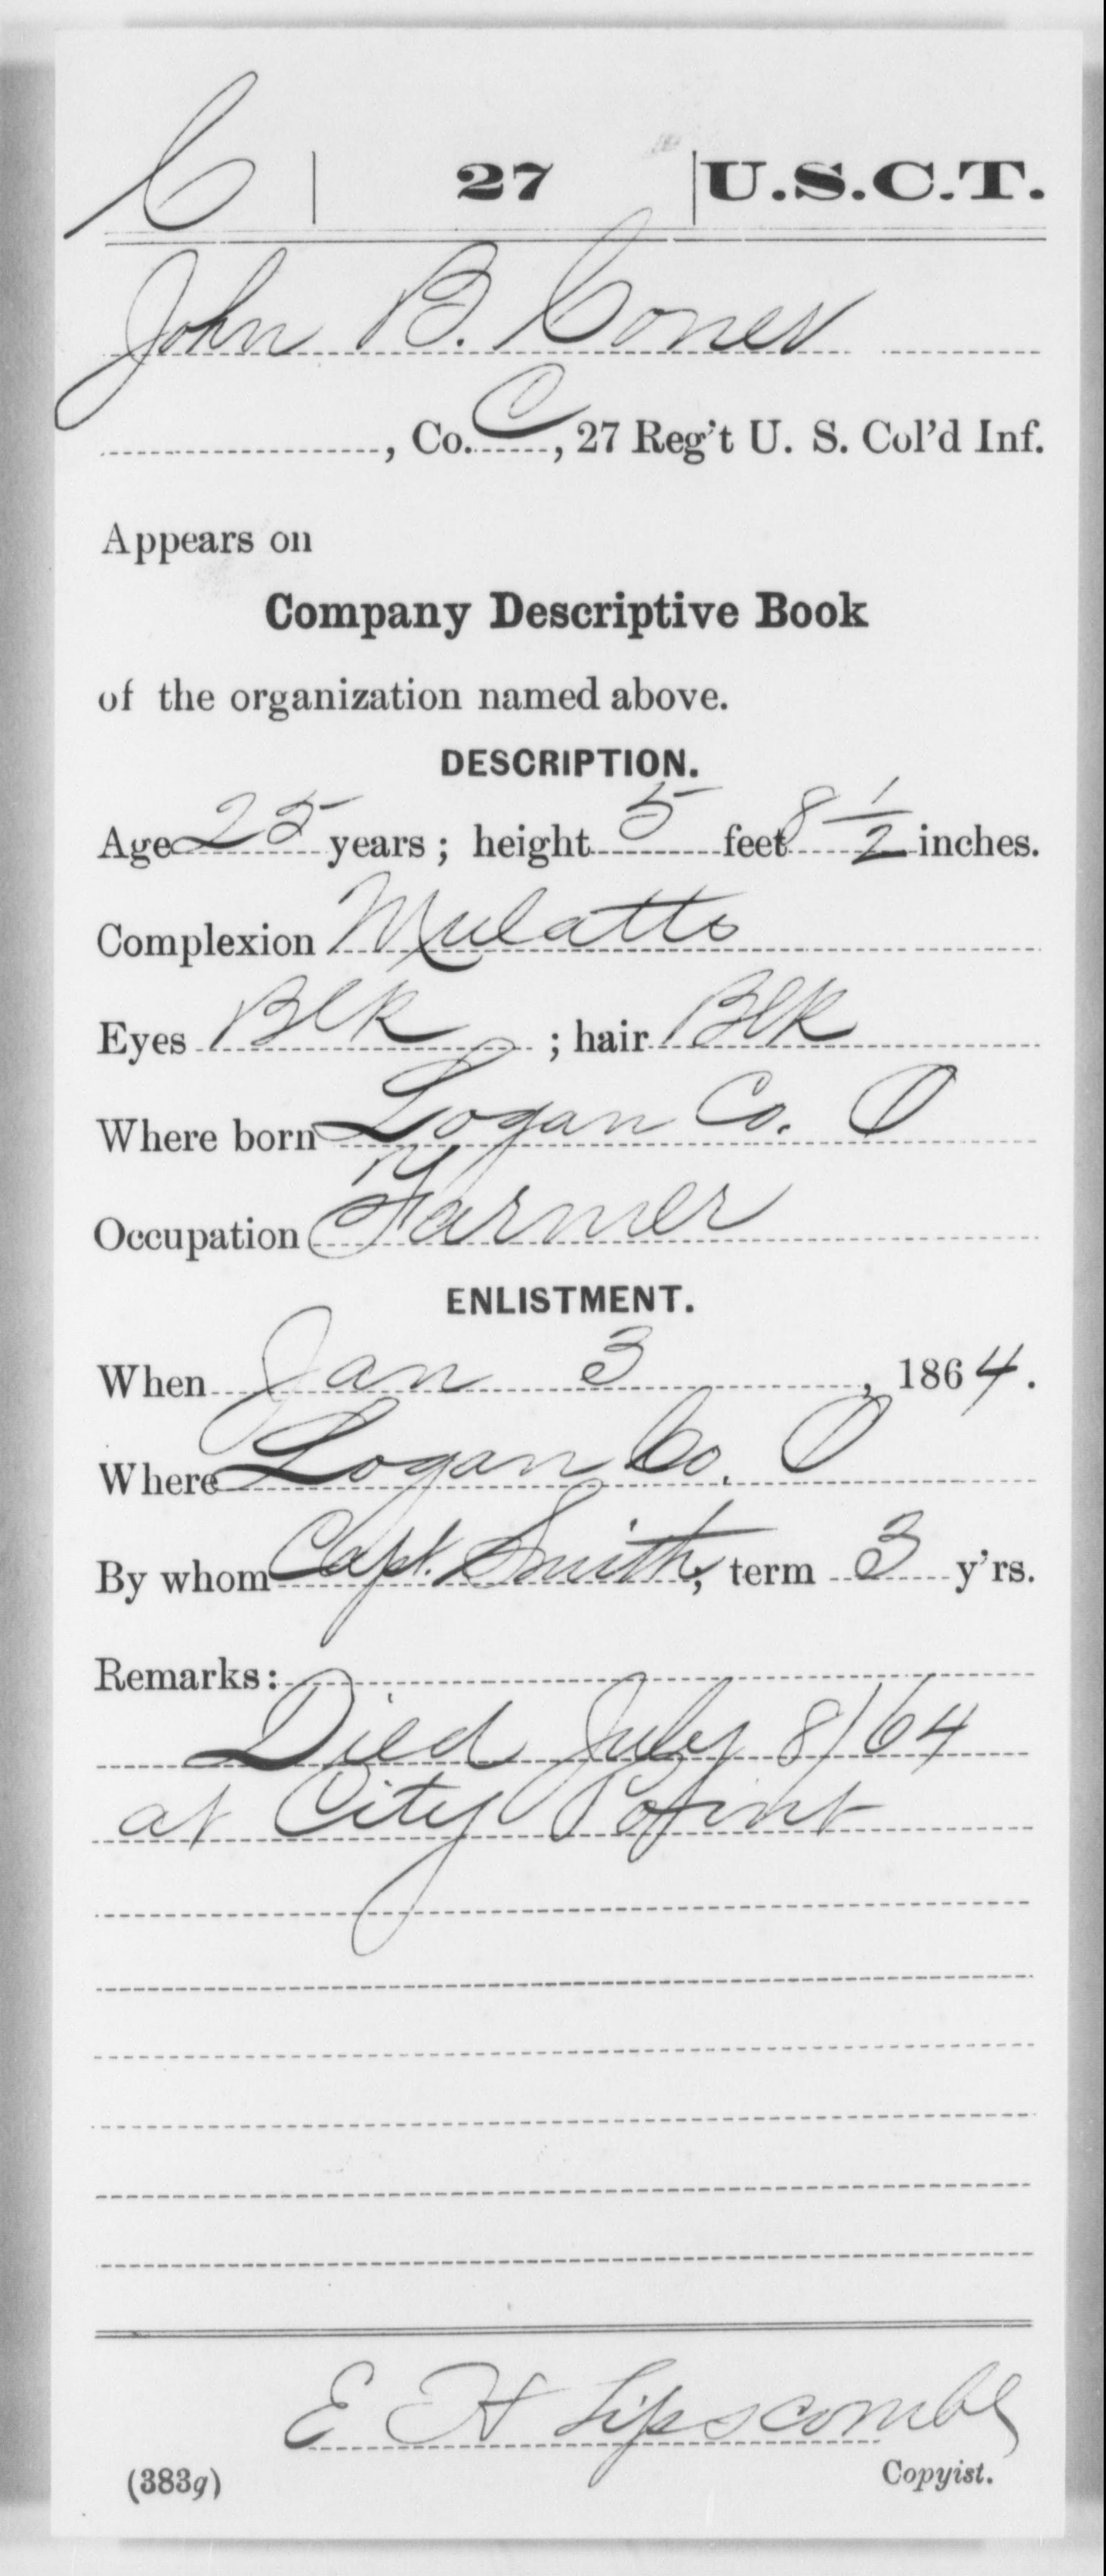 C | 27 | U.S.C.T.
John B. Coner
, Co. C, 27 Reg't U. S. Col'd Inf.
Appears on
Company Descriptive Book
of the organization named above.
DESCRIPTION.
Age 25 years; height 5 feet 8 1/2 inches.
Complexion Mulatto
Eyes Blk; hair Blk
Where born Logan Co. O
Occupation Farmer
ENLISTMENT.
When Jan 3, 1864.
Where Logan Co. O
By whom Capt. Smith; term 3 y'rs.
Remarks:
Died July 8/64
at City Point
E H Lipscombe
(383g) Copyist.